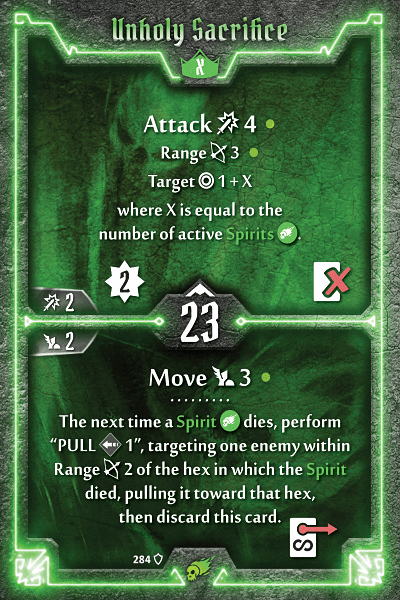 Unholy Sacrifice
X
Attack 4
Range 3
Target 1 + X
where X is equal to the
number of active Spirits .
2
2
23
2
Move 3
The next time a Spirit dies, perform
“PULL 1”, targeting one enemy within
Range 2 of the hex in which the Spirit
died, pulling it toward that hex,
then discard this card.
284